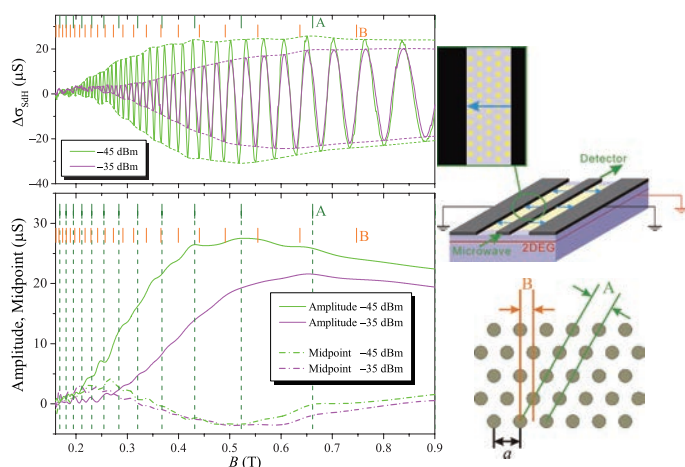 A
B
20
0
−20
−40
Δσ_SdH (μS)
−45 dBm
−35 dBm
Detector
2DEG
Microwave
30
20
10
0
Amplitude, Midpoint (μS)
A
B
Amplitude −45 dBm
Amplitude −35 dBm
Midpoint −45 dBm
Midpoint −35 dBm
0.2 0.3 0.4 0.5 0.6 0.7 0.8 0.9
B (T)
B
A
a